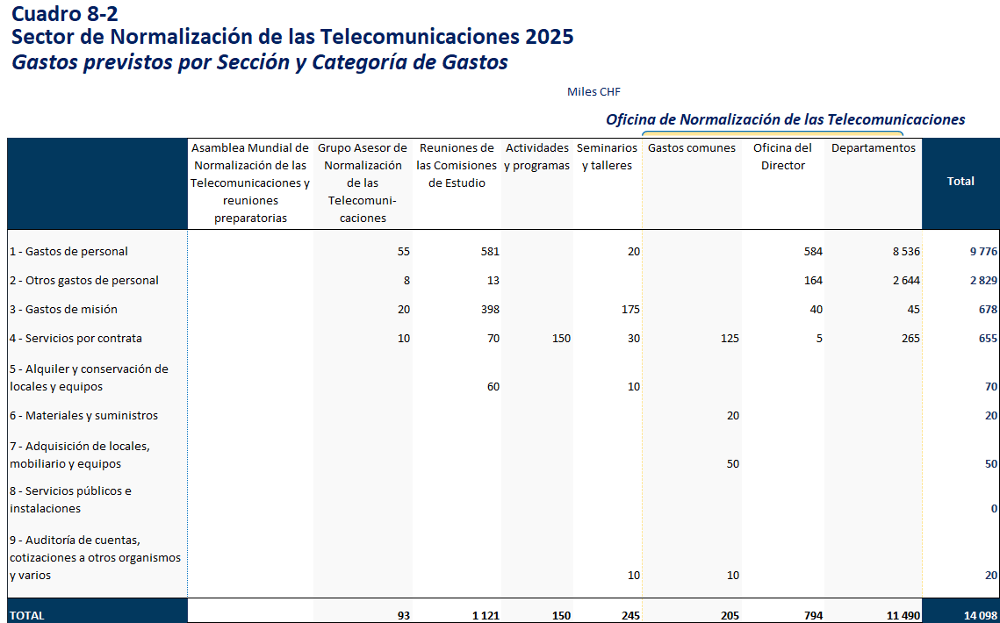 Cuadro 8-2
Sector de Normalización de las Telecomunicaciones 2025
Gastos previstos por Sección y Categoría de Gastos
Miles CHF
Oficina de Normalización de las Telecomunicaciones
Asamblea Mundial de Normalización de las Telecomunicaciones y reuniones preparatorias | Grupo Asesor de Normalización de las Telecomuni-caciones | Reuniones de las Comisiones de Estudio | Actividades y programas | Seminarios y talleres | Gastos comunes | Oficina del Director | Departamentos | Total
1 - Gastos de personal 55 581 20 584 8 536 9 776
2 - Otros gastos de personal 8 13 164 2 644 2 829
3 - Gastos de misión 20 398 175 40 45 678
4 - Servicios por contrata 10 70 150 30 125 5 265 655
5 - Alquiler y conservación de
locales y equipos 60 10 70
6 - Materiales y suministros 20 20
7 - Adquisición de locales,
mobiliario y equipos 50 50
8 - Servicios públicos e
instalaciones 0
9 - Auditoría de cuentas,
cotizaciones a otros organismos
y varios 10 10 20
TOTAL 93 1 121 150 245 205 794 11 490 14 098